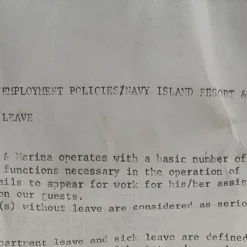 EMPLOYMENT POLICIES/NAVY ISLAND RESORT &
LEAVE
& Marina operates with a basic number of
functions necessary in the operation of
ils to appear for work for his/her assig
on our guests.
(s) without leave are considered as serio
partment leave and sick leave are defined